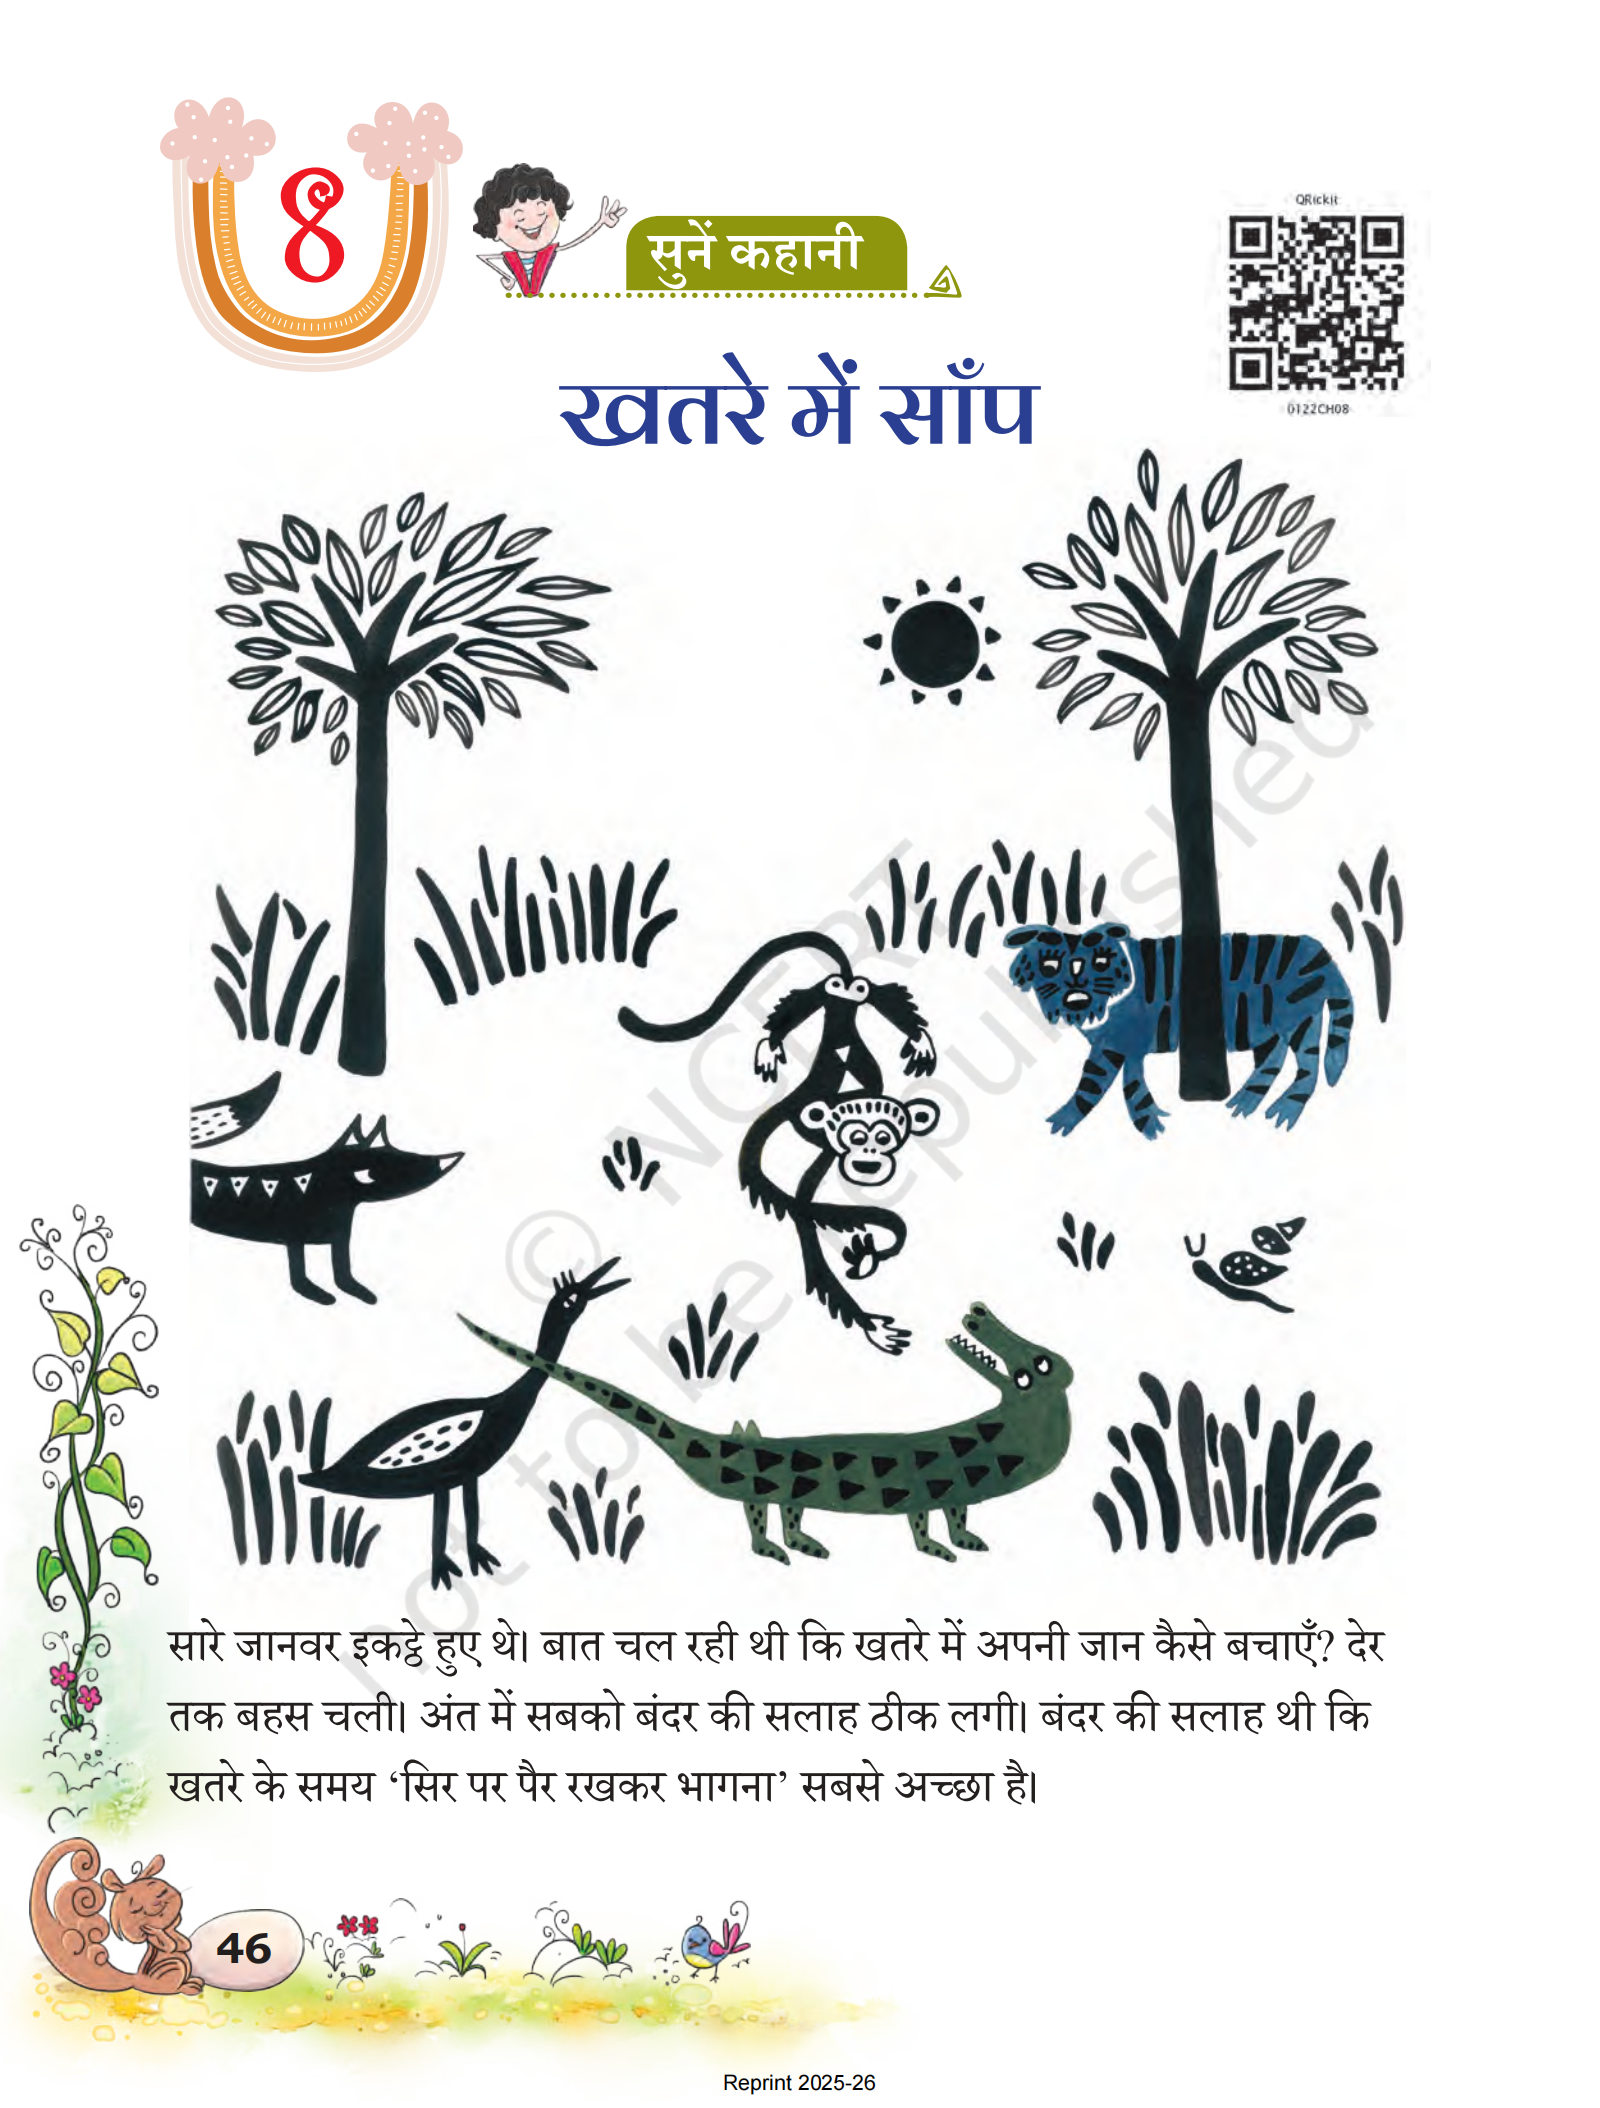 8
सुनें कहानी
QRickit
0122CH08
खतरे में साँप
© NCERT
not to be republished
सारे जानवर इकट्ठे हुए थे। बात चल रही थी कि खतरे में अपनी जान कैसे बचाएँ? देर
तक बहस चली। अंत में सबको बंदर की सलाह ठीक लगी। बंदर की सलाह थी कि
खतरे के समय ‘सिर पर पैर रखकर भागना’ सबसे अच्छा है।
46
Reprint 2025-26